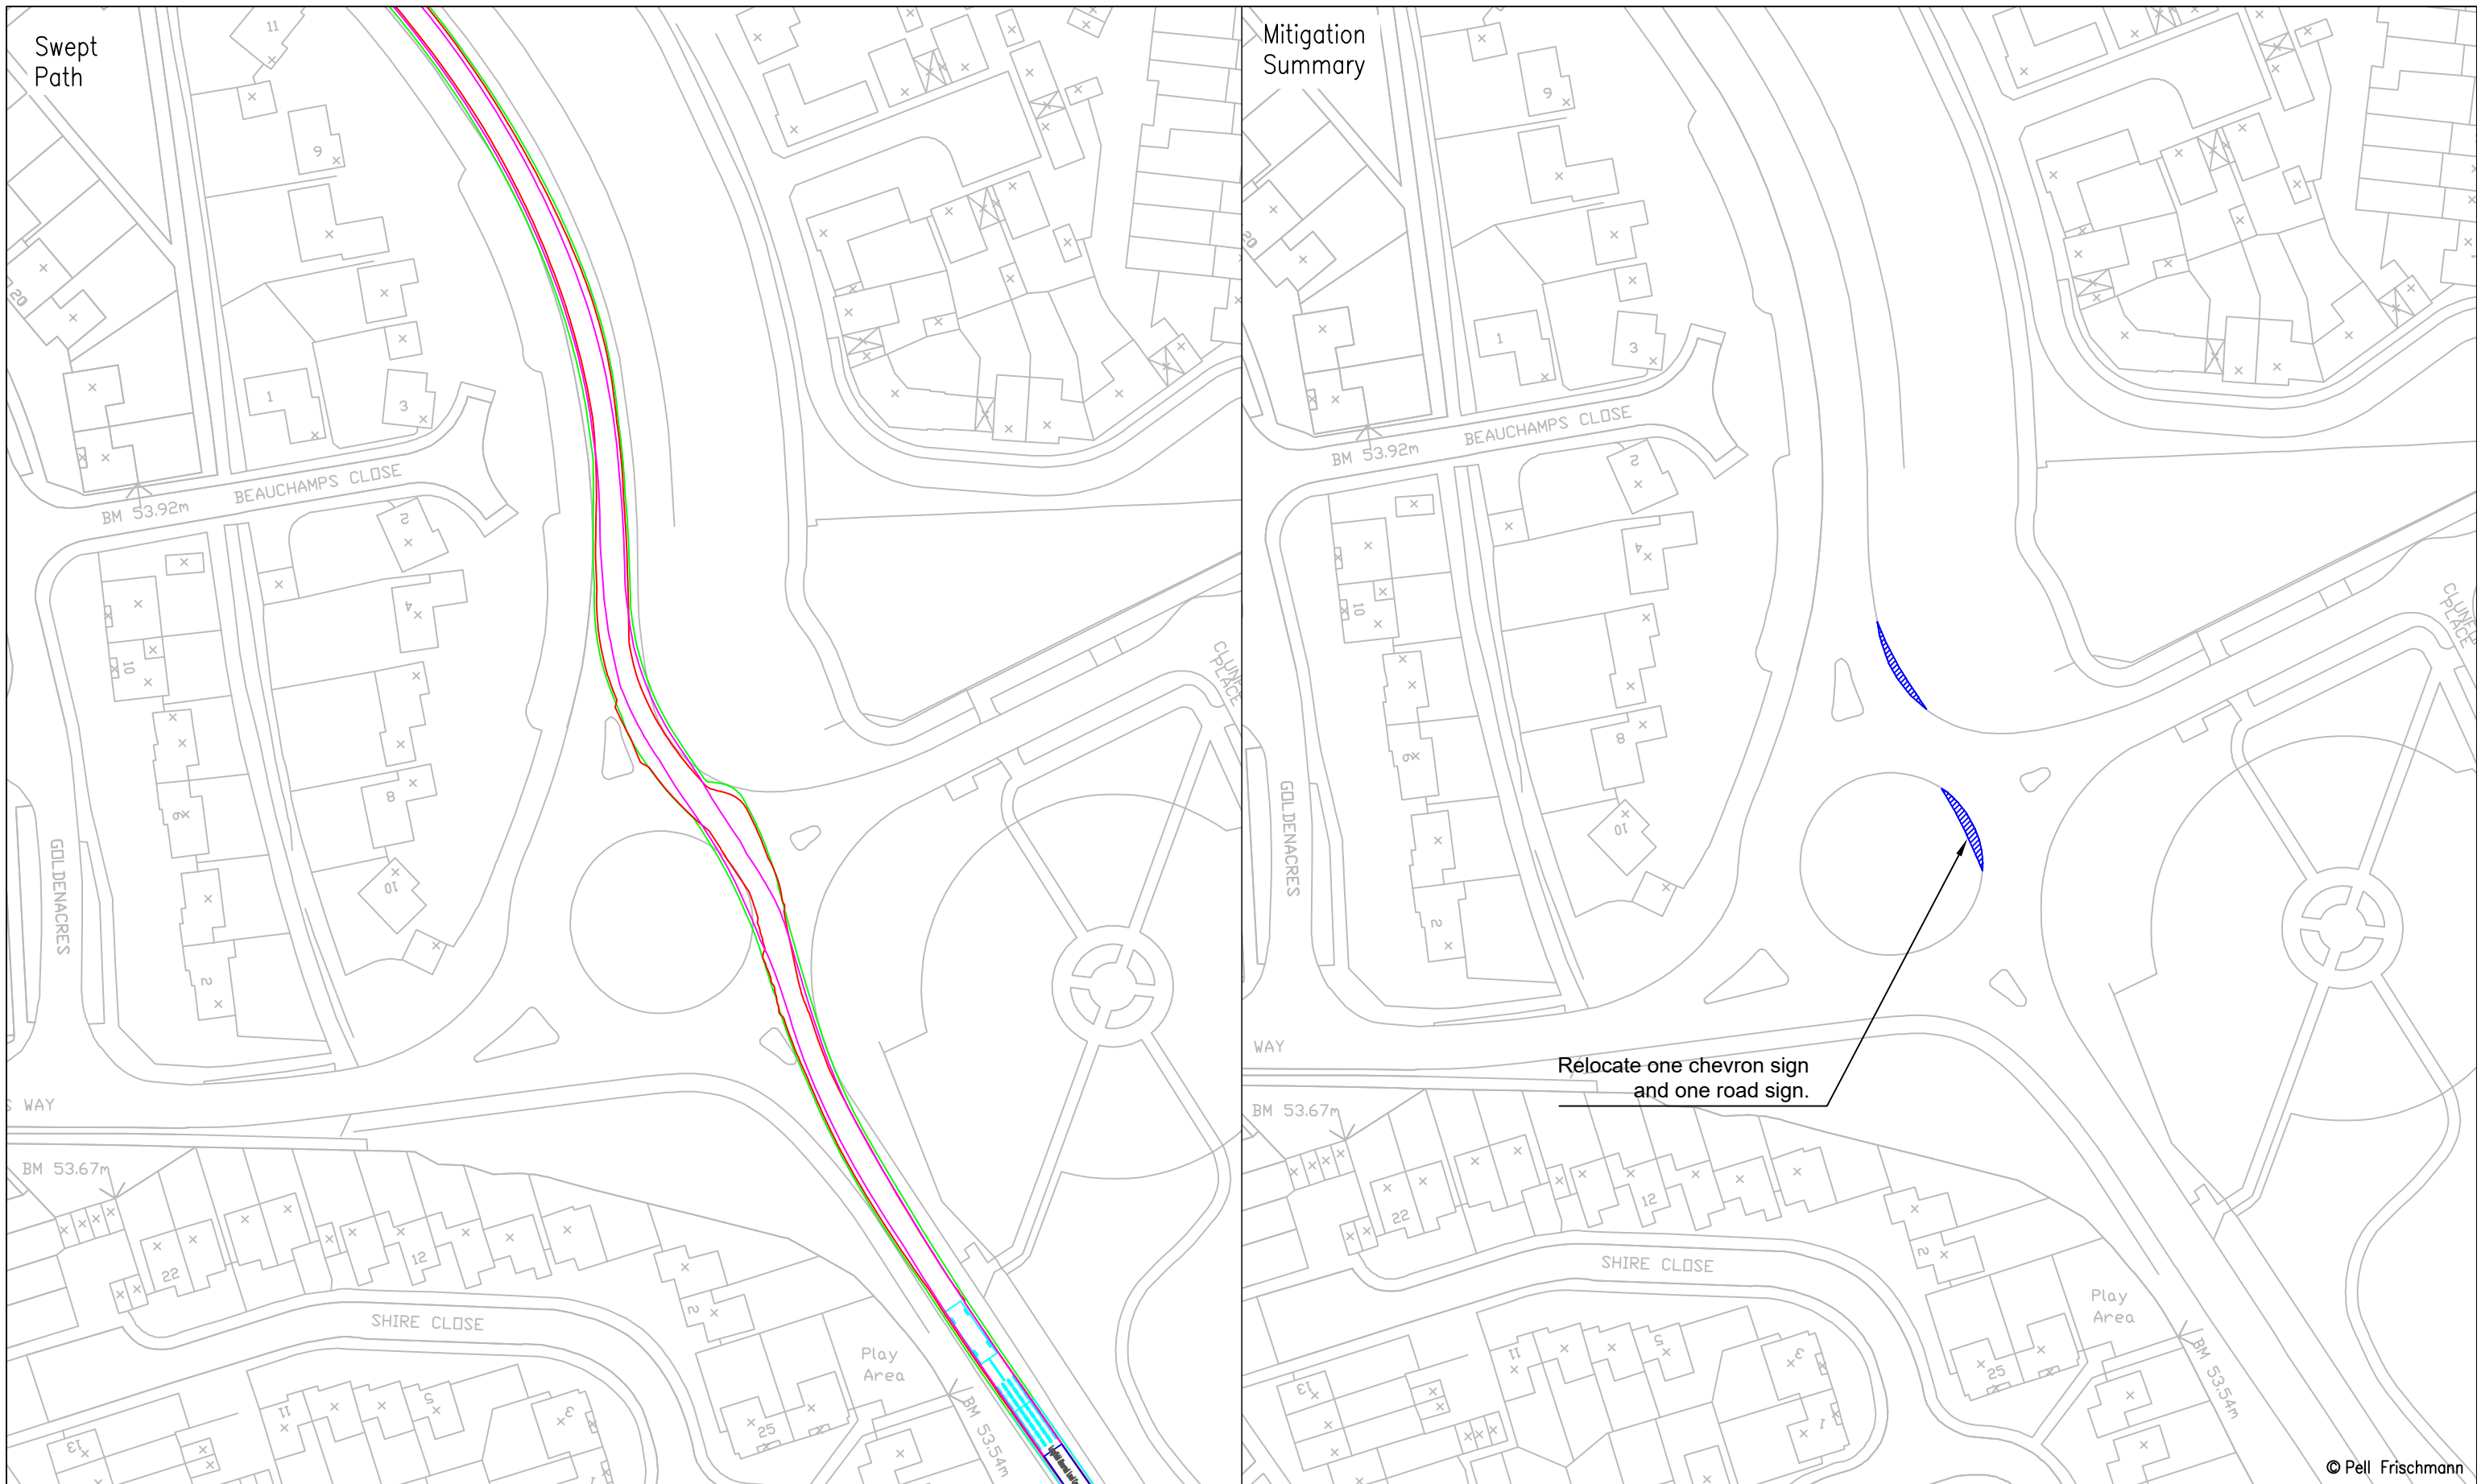 Swept
Path
11
9
20
1
3
BEAUCHAMPS CLOSE
BM 53.92m
2
4
10
8
6
10
2
GOLDENACRES
PLACE
WAY
BM 53.67m
22
12
2
SHIRE CLOSE
Play
Area
11
5
3
13
25
1
BM 53.54m
Mitigation
Summary
9
20
1
3
BEAUCHAMPS CLOSE
BM 53.92m
2
4
10
8
6
10
2
GOLDENACRES
PLACE
WAY
Relocate one chevron sign
and one road sign.
BM 53.67m
22
12
2
SHIRE CLOSE
Play
Area
11
5
3
13
25
1
BM 53.54m
© Pell Frischmann